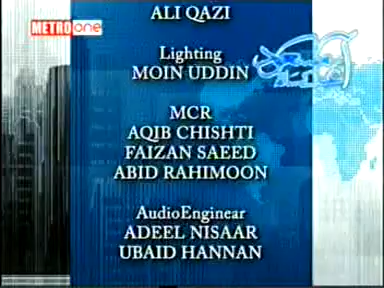 ALI QAZI
METRO one
Lighting
MOIN UDDIN
MCR
AQIB CHISHTI
FAIZAN SAEED
ABID RAHIMOON
AudioEnginear
ADEEL NISAAR
UBAID HANNAN